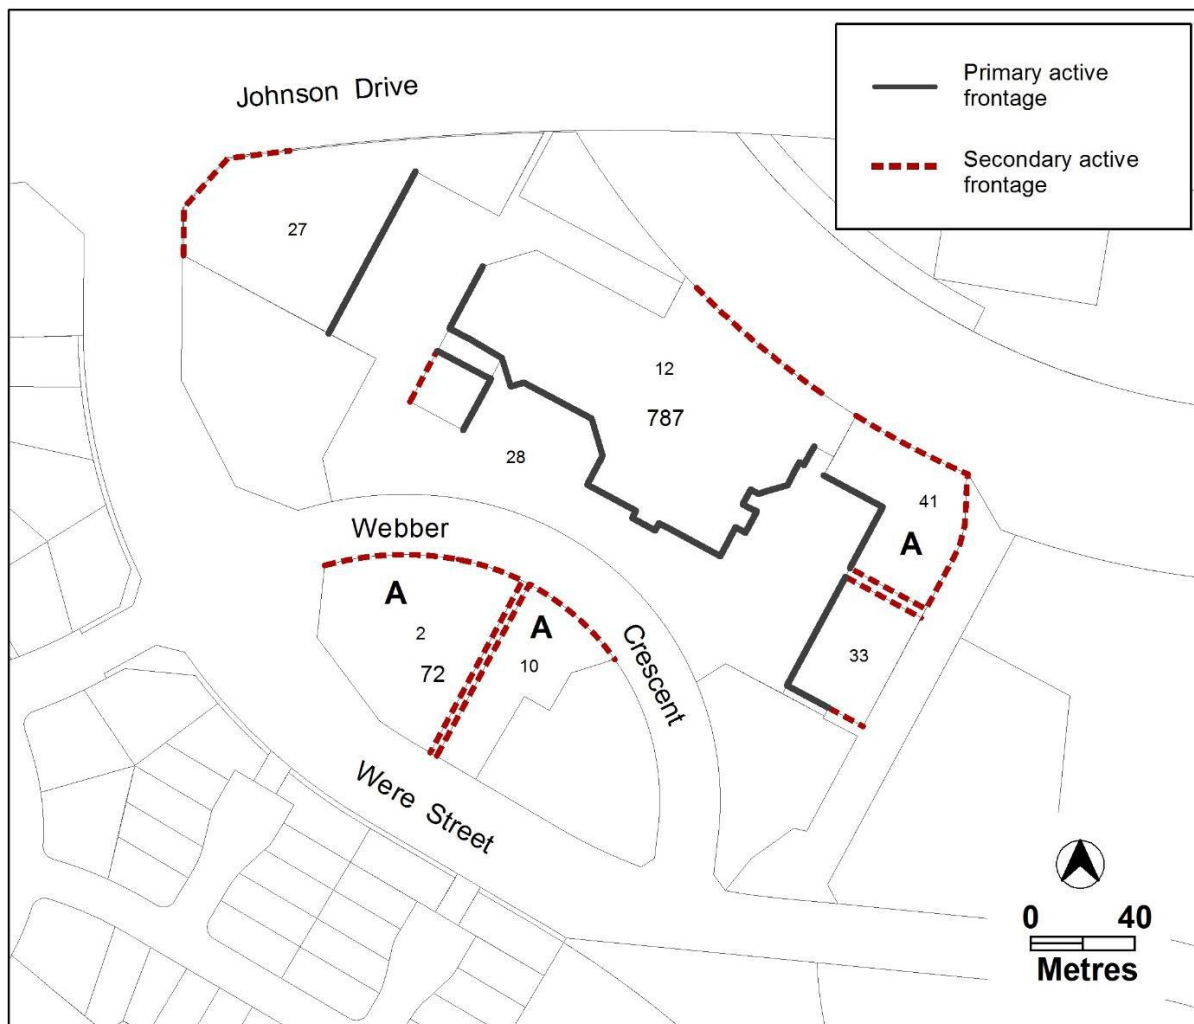 Johnson Drive
Primary active
frontage
Secondary active
frontage
27
12
787
28
41
A
Webber
A
2
72
A
10
Crescent
33
Were Street
0 40
Metres